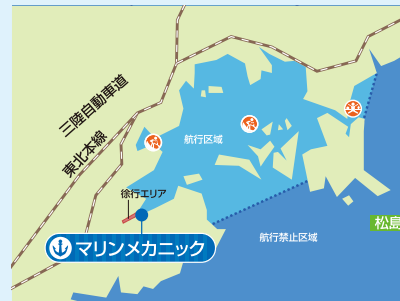 三陸自動車道
東北本線
航行区域
徐行エリア
マリンメカニック
航行禁止区域
松島